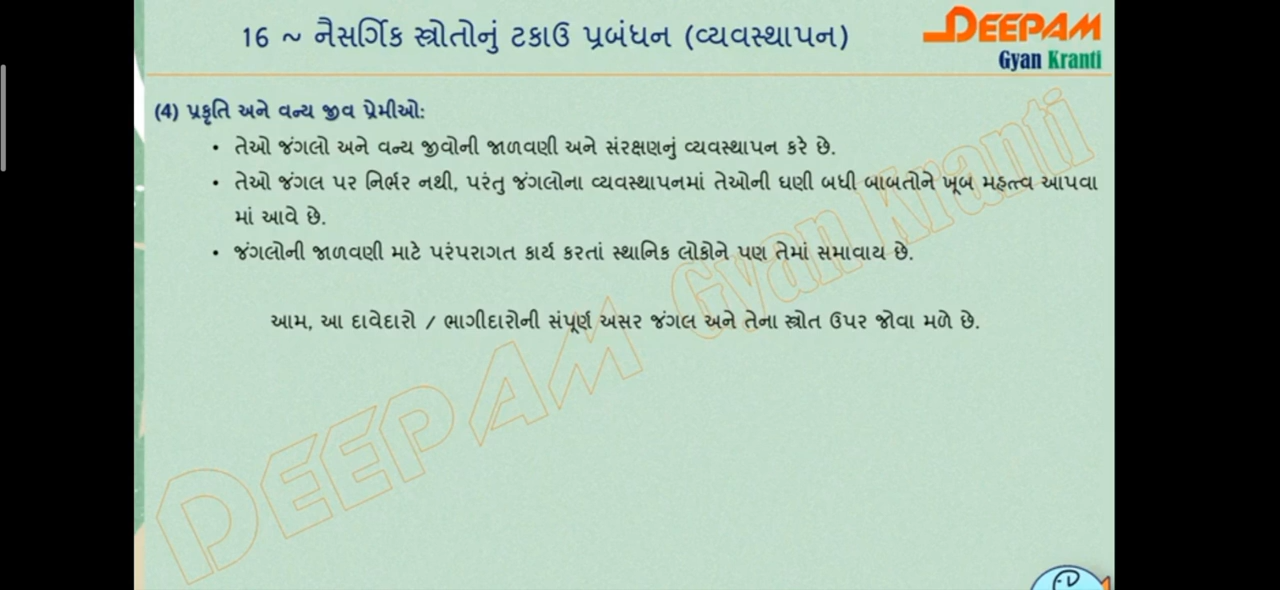 16 ~ નૈસર્ગિક સ્ત્રોતોનું ટકાઉ પ્રબંધન (વ્યવસ્થાપન)
DEEPAM
Gyan Kranti
(4) પ્રકૃતિ અને વન્ય જીવ પ્રેમીઓ:
• તેઓ જંગલો અને વન્ય જીવોની જાળવણી અને સંરક્ષણનું વ્યવસ્થાપન કરે છે.
• તેઓ જંગલ પર નિર્ભર નથી, પરંતુ જંગલોના વ્યવસ્થાપનમાં તેઓની ઘણી બધી બાબતોને ખૂબ મહત્ત્વ આપવા
માં આવે છે.
• જંગલોની જાળવણી માટે પરંપરાગત કાર્ય કરતાં સ્થાનિક લોકોને પણ તેમાં સમાવાય છે.
આમ, આ દાવેદારો / ભાગીદારોની સંપૂર્ણ અસર જંગલ અને તેના સ્ત્રોત ઉપર જોવા મળે છે.
DEEPAM Gyan Kranti